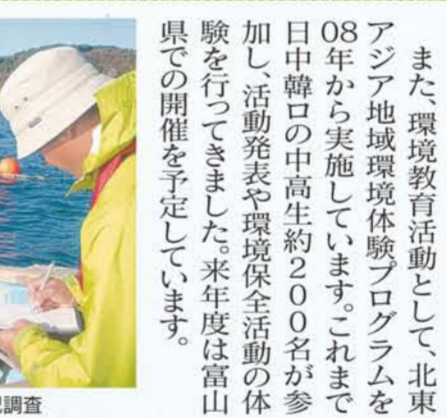 また、環境教育活動として、北東
アジア地域環境体験プログラムを
08年から実施しています。これまで
日中韓ロの中高生約200名が参
加し、活動発表や環境保全活動の体
験を行ってきました。来年度は富山
県での開催を予定しています。
調査